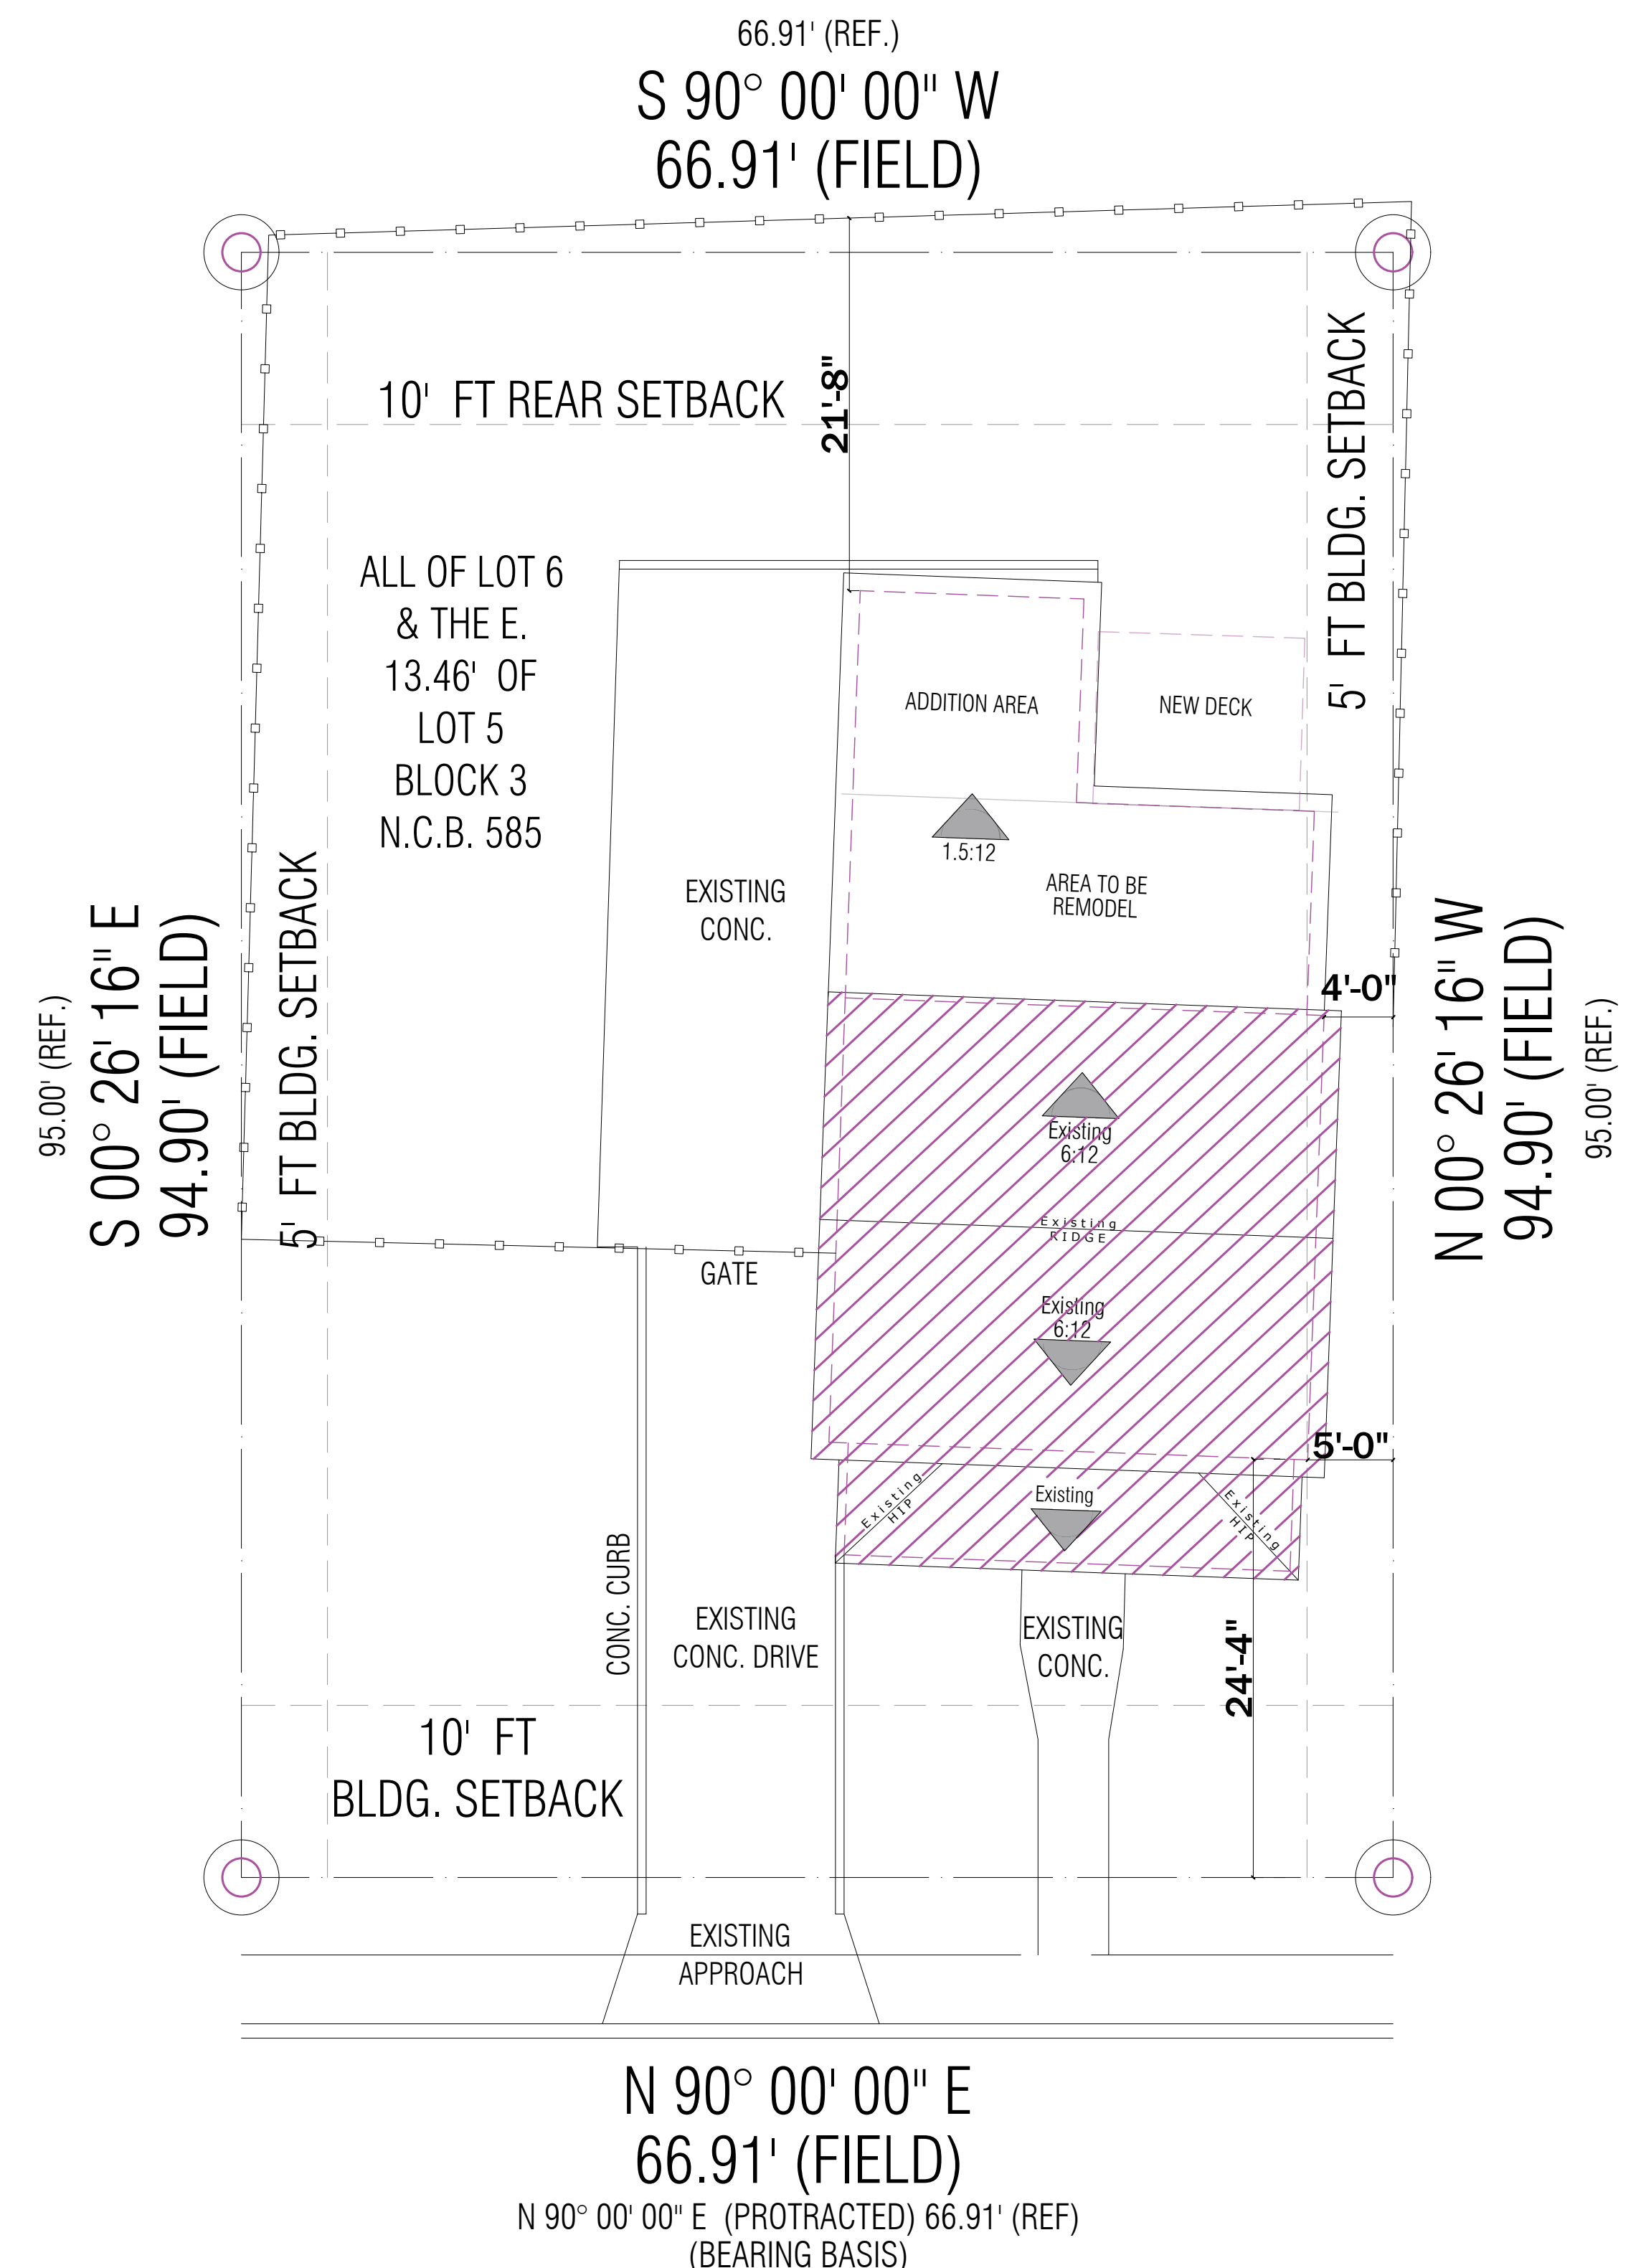 66.91' (REF.)
S 90° 00' 00" W
66.91' (FIELD)
10' FT REAR SETBACK
21'-8"
5' FT BLDG. SETBACK
ALL OF LOT 6
& THE E.
13.46' OF
LOT 5
BLOCK 3
N.C.B. 585
ADDITION AREA
NEW DECK
1.5:12
AREA TO BE
REMODEL
EXISTING
CONC.
95.00' (REF.)
S 00° 26' 16" E
94.90' (FIELD)
5' FT BLDG. SETBACK
4'-0"
N 00° 26' 16" W
94.90' (FIELD)
95.00' (REF.)
Existing
6:12
Existing
RIDGE
GATE
Existing
6:12
5'-0"
Existing
HIP
Existing
Existing
HIP
CONC. CURB
EXISTING
CONC. DRIVE
EXISTING
CONC.
24'-4"
10' FT
BLDG. SETBACK
EXISTING
APPROACH
N 90° 00' 00" E
66.91' (FIELD)
N 90° 00' 00" E (PROTRACTED) 66.91' (REF)
(BEARING BASIS)